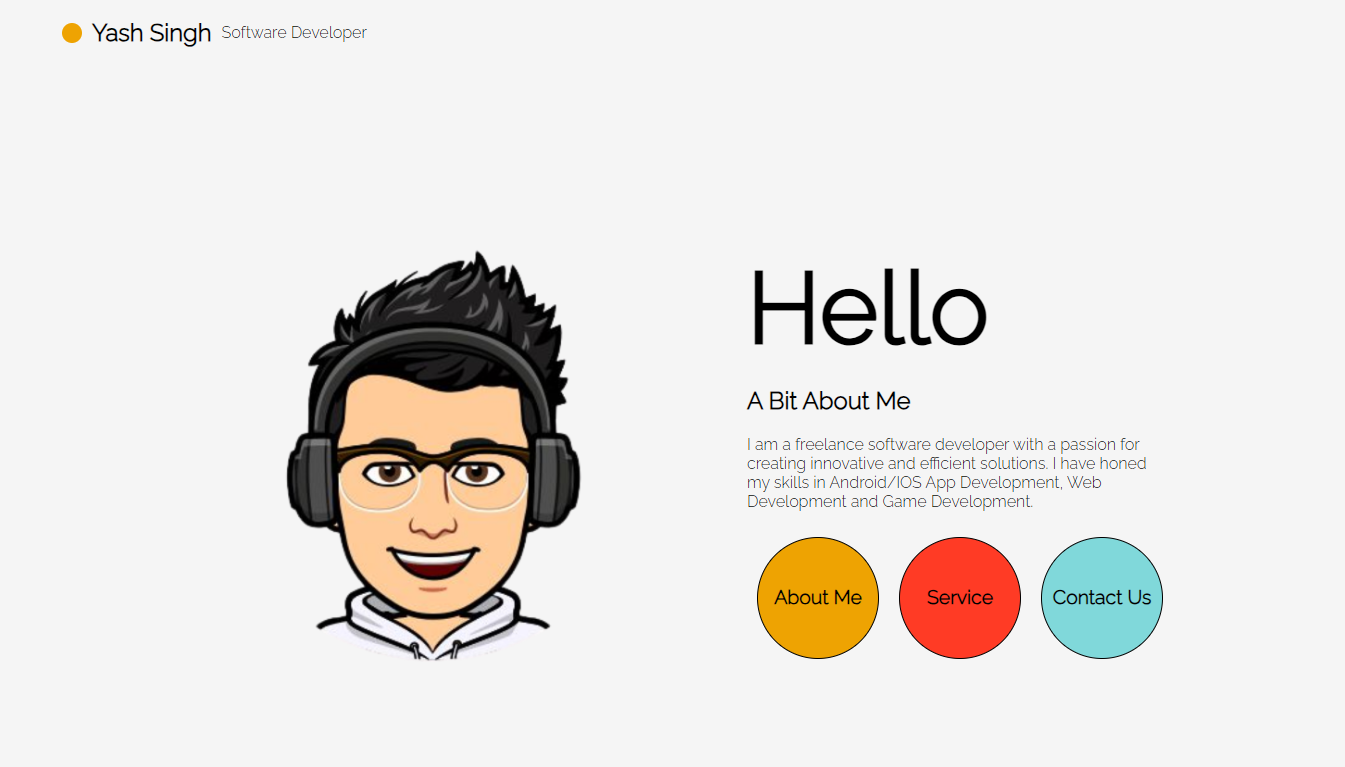 Yash Singh Software Developer
Hello
A Bit About Me
I am a freelance software developer with a passion for
creating innovative and efficient solutions. I have honed
my skills in Android/IOS App Development, Web
Development and Game Development.
About Me Service Contact Us